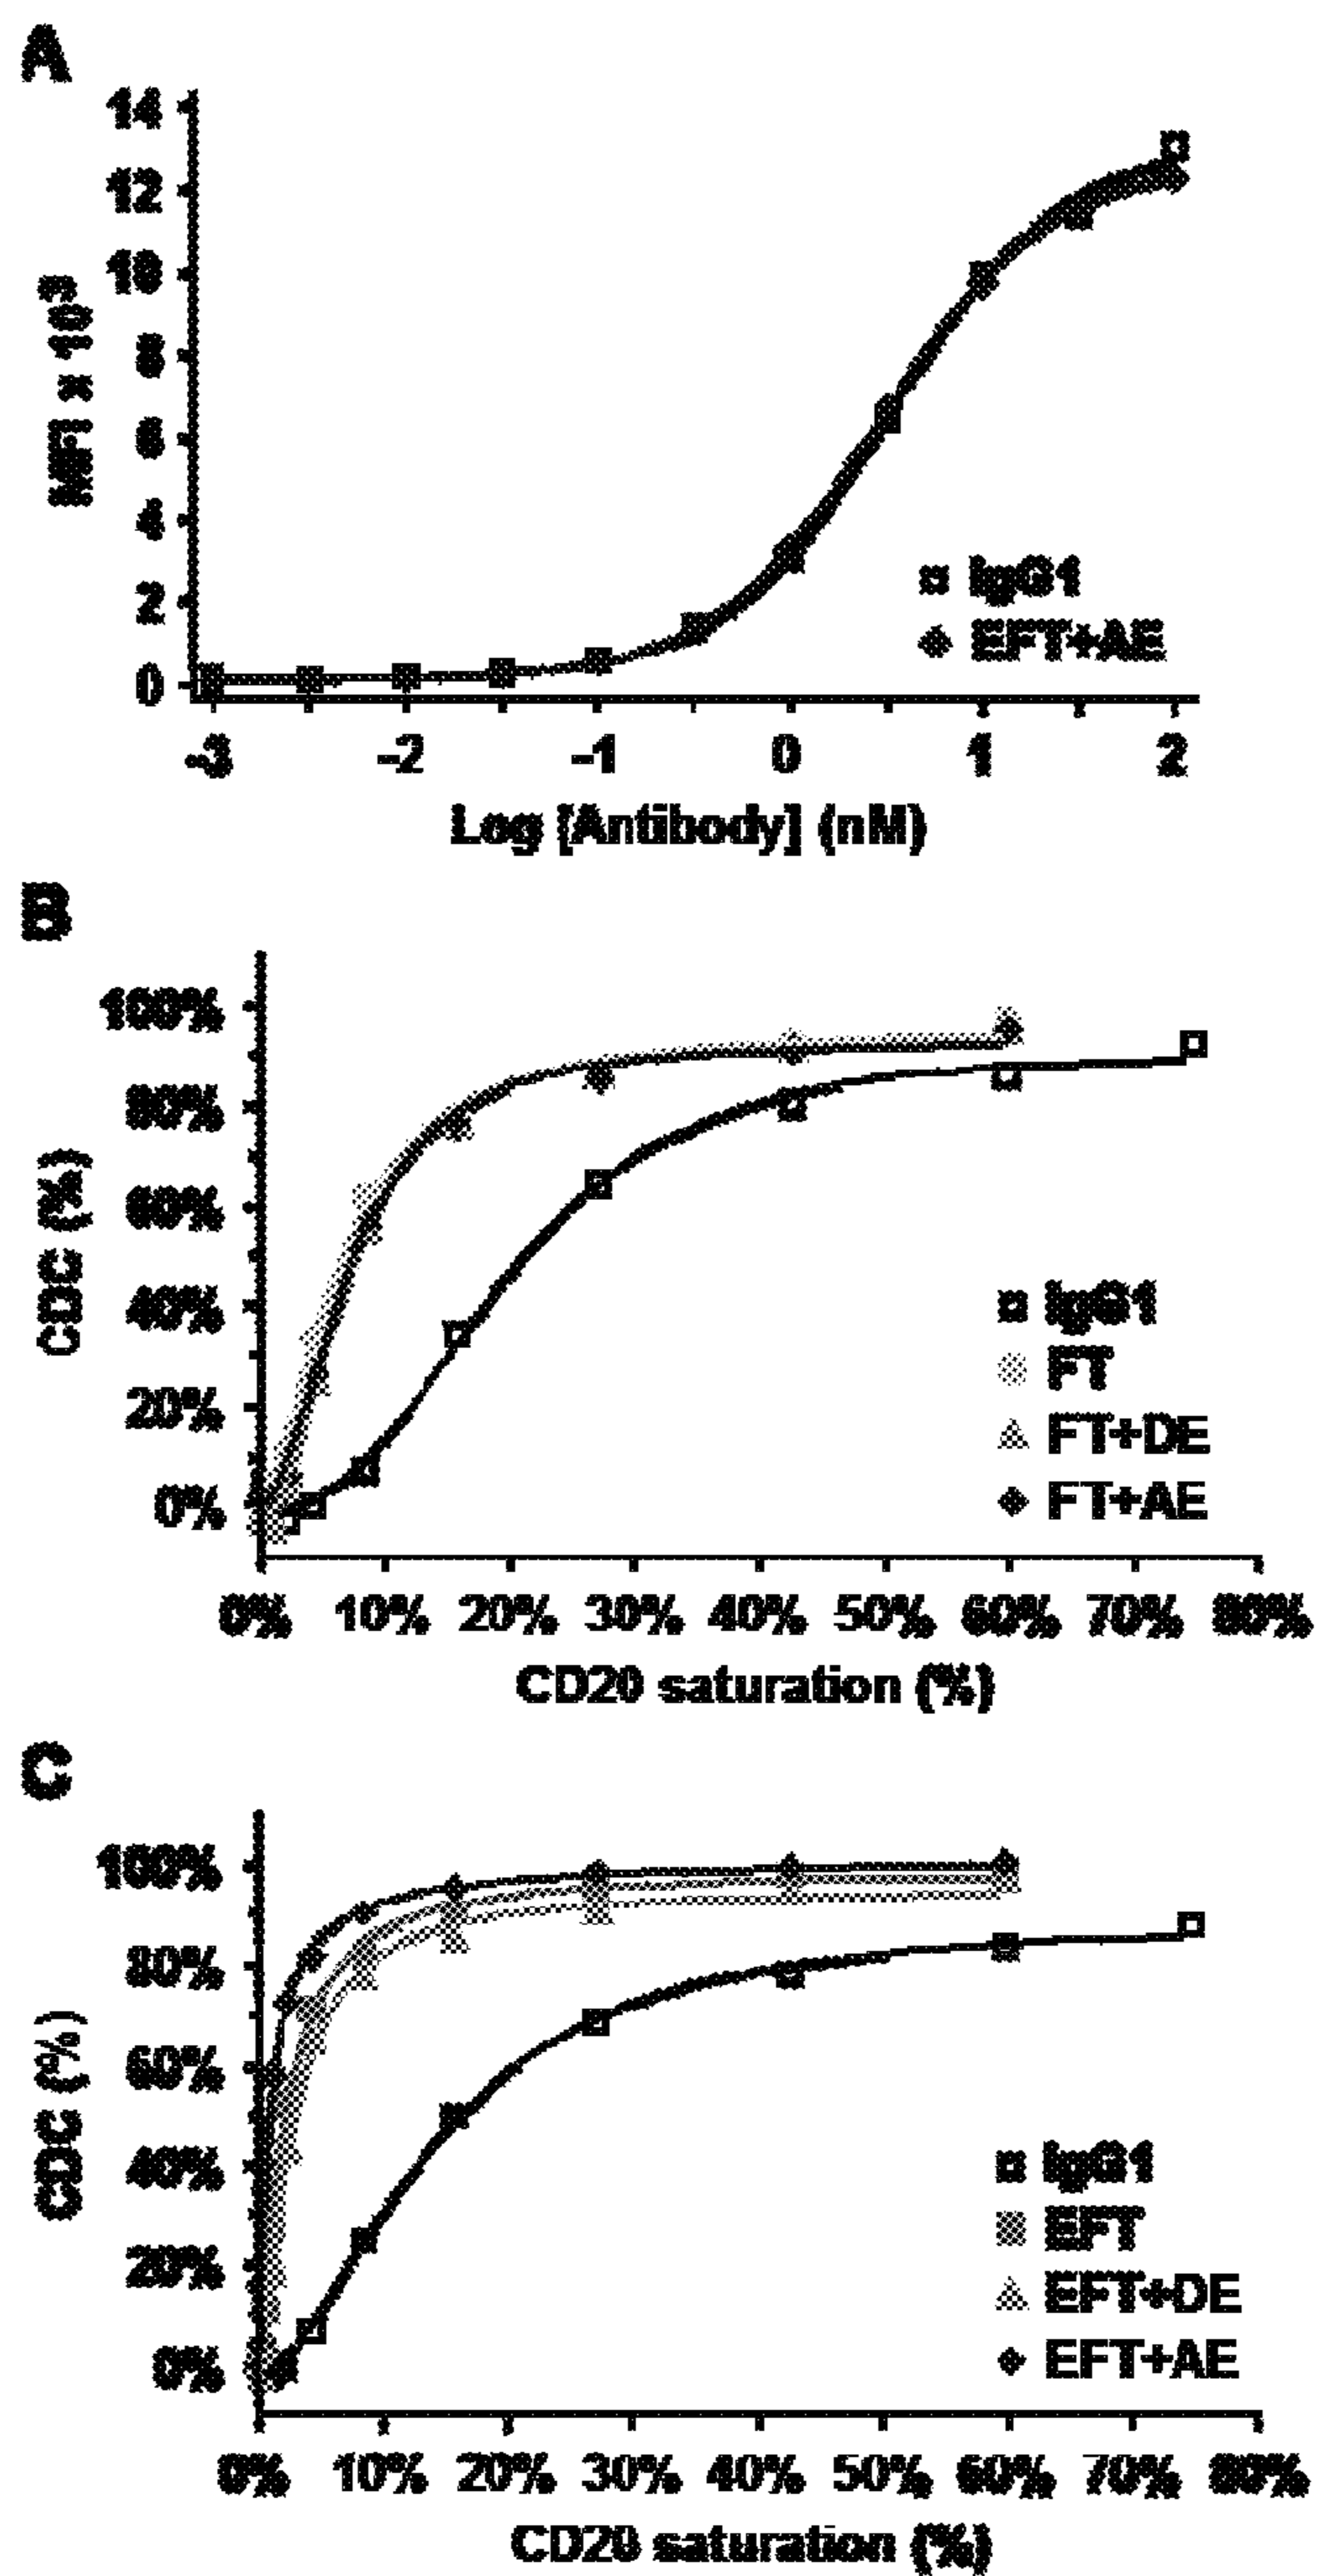 A
14
12
10
8
6
4
2
0
MFI x 10³
IgG1
EFT+AE
-3 -2 -1 0 1 2
Log [Antibody] (nM)
B
100%
80%
60%
40%
20%
0%
CDC (%)
IgG1
FT
FT+DE
FT+AE
0% 10% 20% 30% 40% 50% 60% 70% 80%
CD20 saturation (%)
C
100%
80%
60%
40%
20%
0%
CDC (%)
IgG1
EFT
EFT+DE
EFT+AE
0% 10% 20% 30% 40% 50% 60% 70% 80%
CD20 saturation (%)